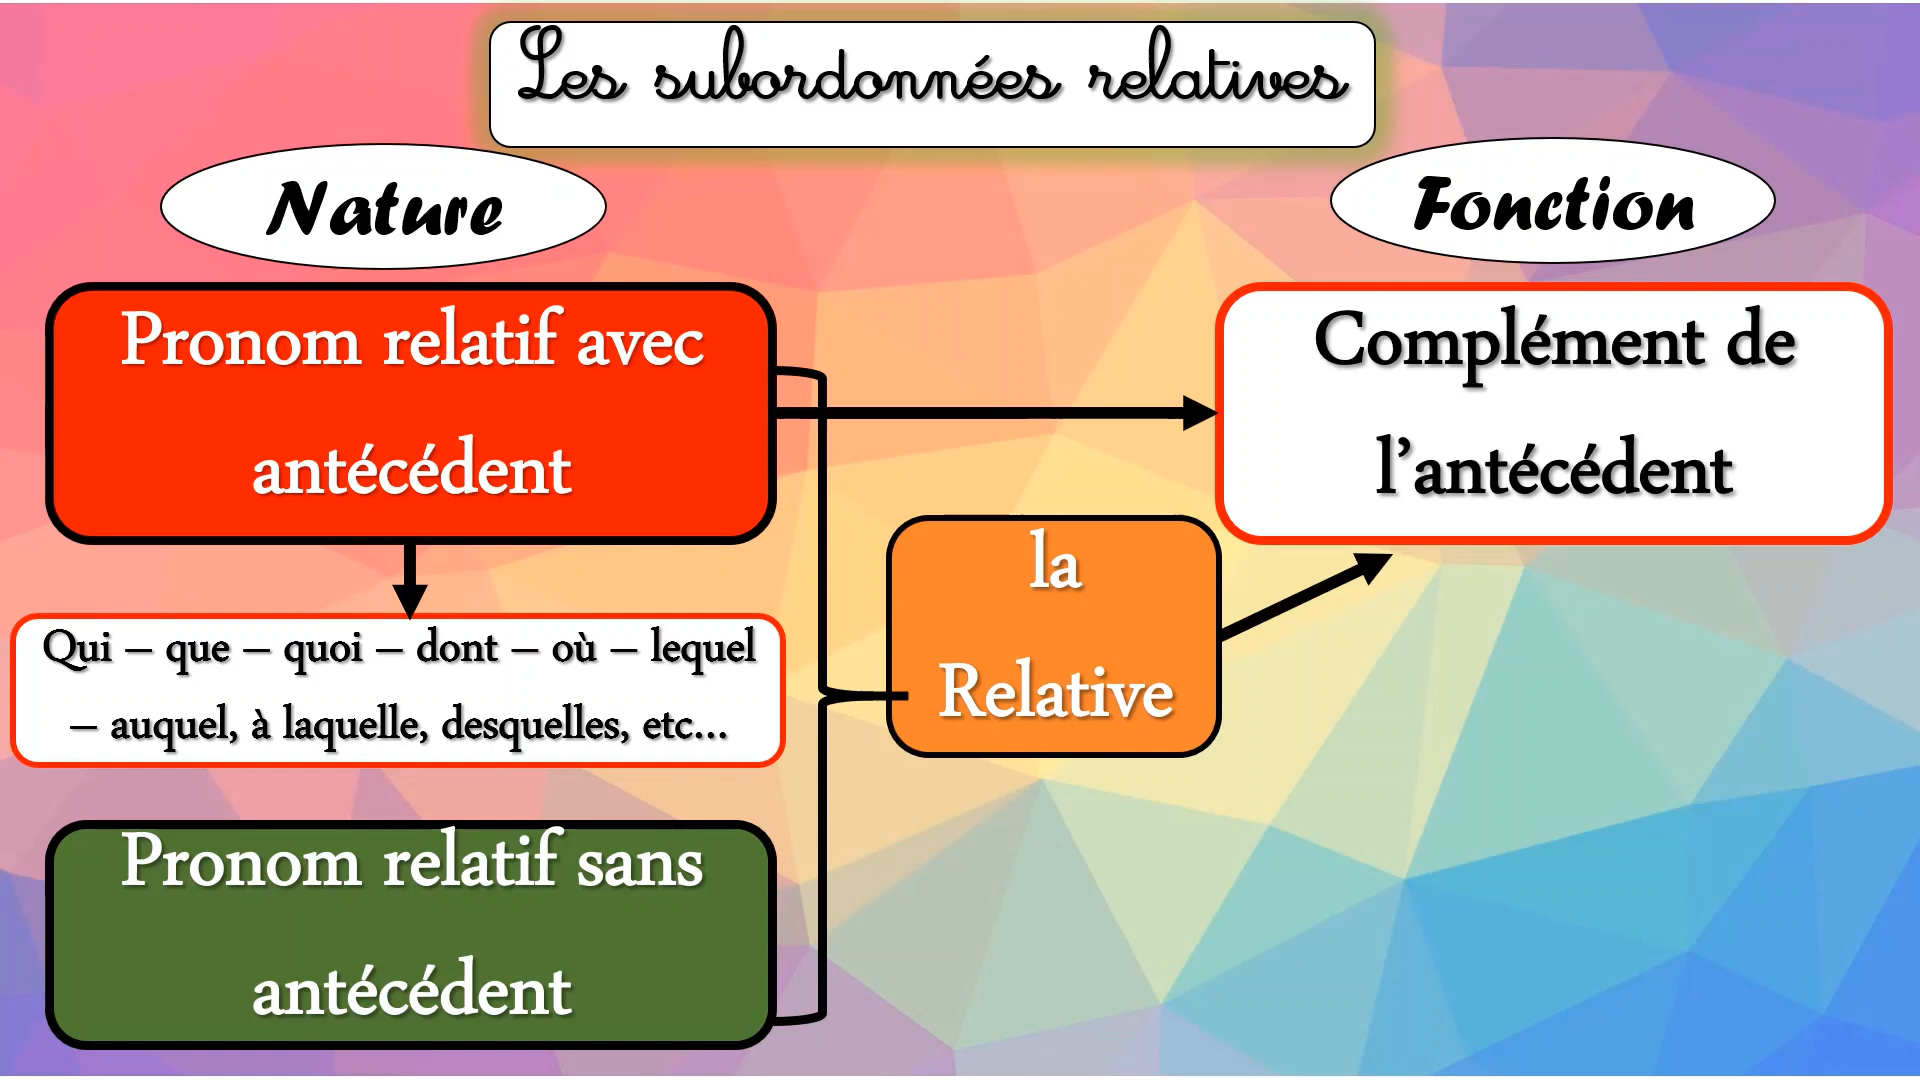 Les subordonnées relatives
Nature
Fonction
Pronom relatif avec
antécédent
Complément de
l’antécédent
la
Relative
Qui – que – quoi – dont – où – lequel
– auquel, à laquelle, desquelles, etc…
Pronom relatif sans
antécédent